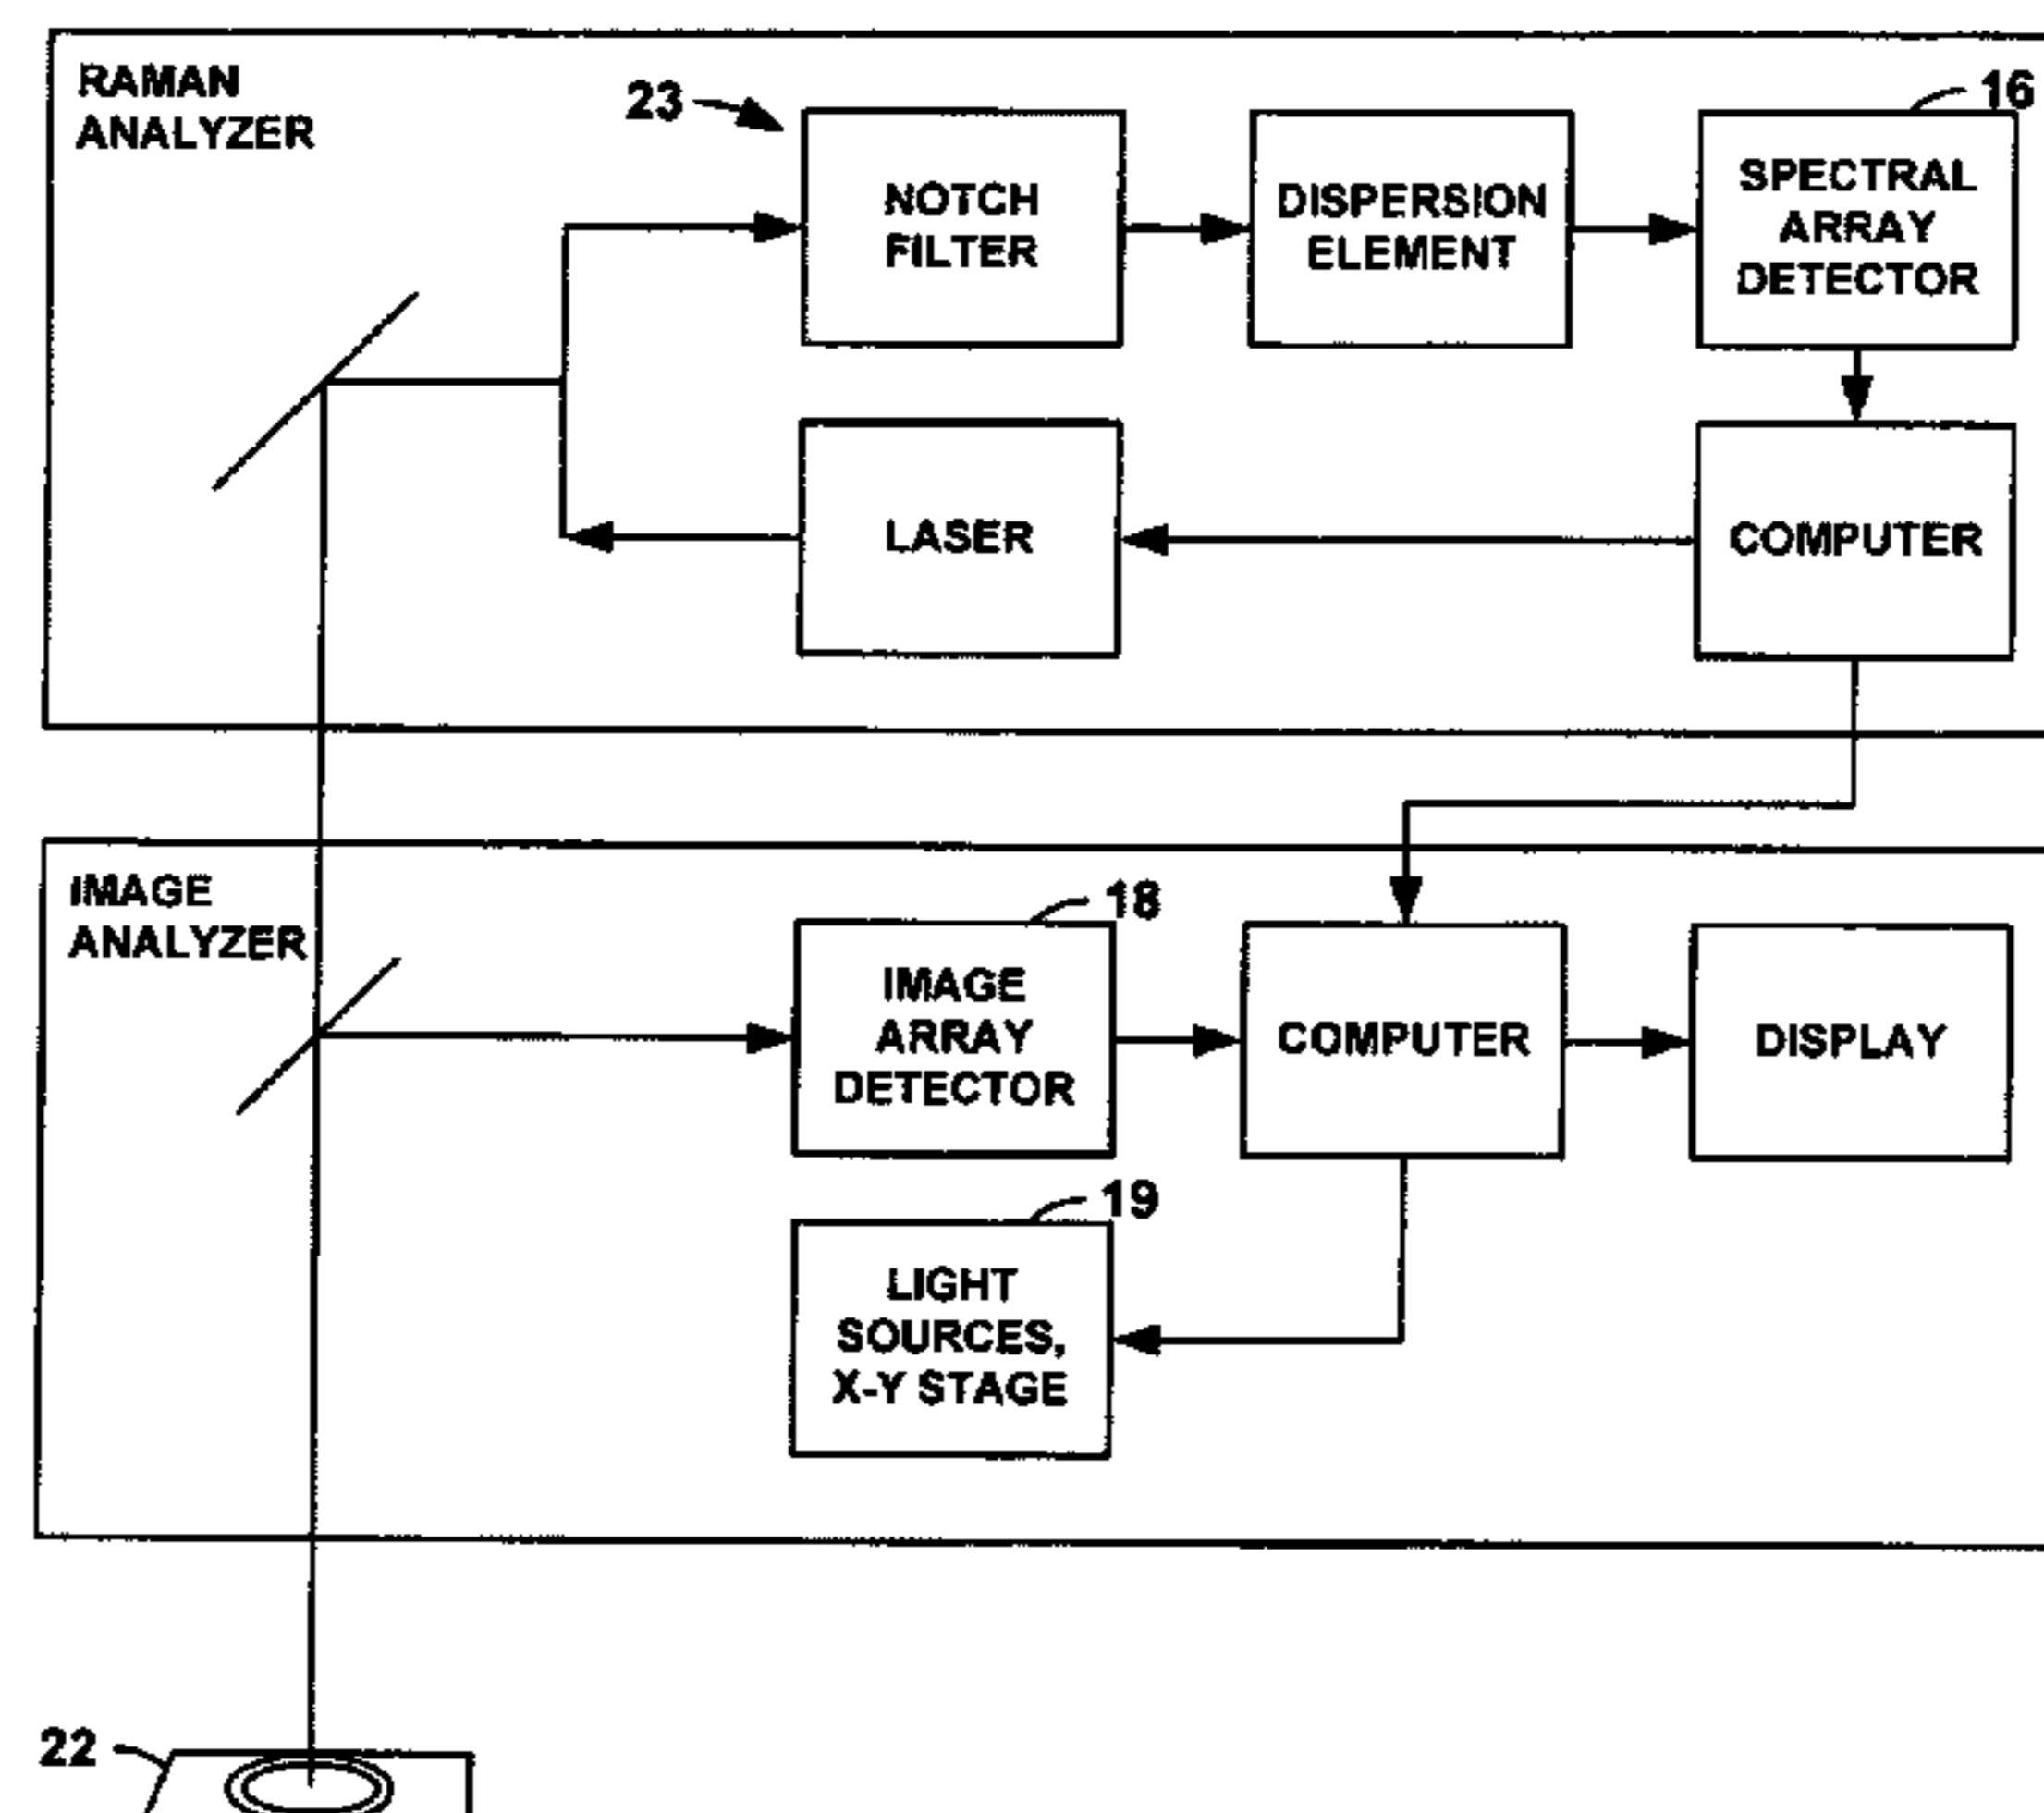 RAMAN
ANALYZER
23
16
NOTCH
FILTER
DISPERSION
ELEMENT
SPECTRAL
ARRAY
DETECTOR
LASER
COMPUTER
IMAGE
ANALYZER
18
IMAGE
ARRAY
DETECTOR
COMPUTER
DISPLAY
19
LIGHT
SOURCES,
X-Y STAGE
22